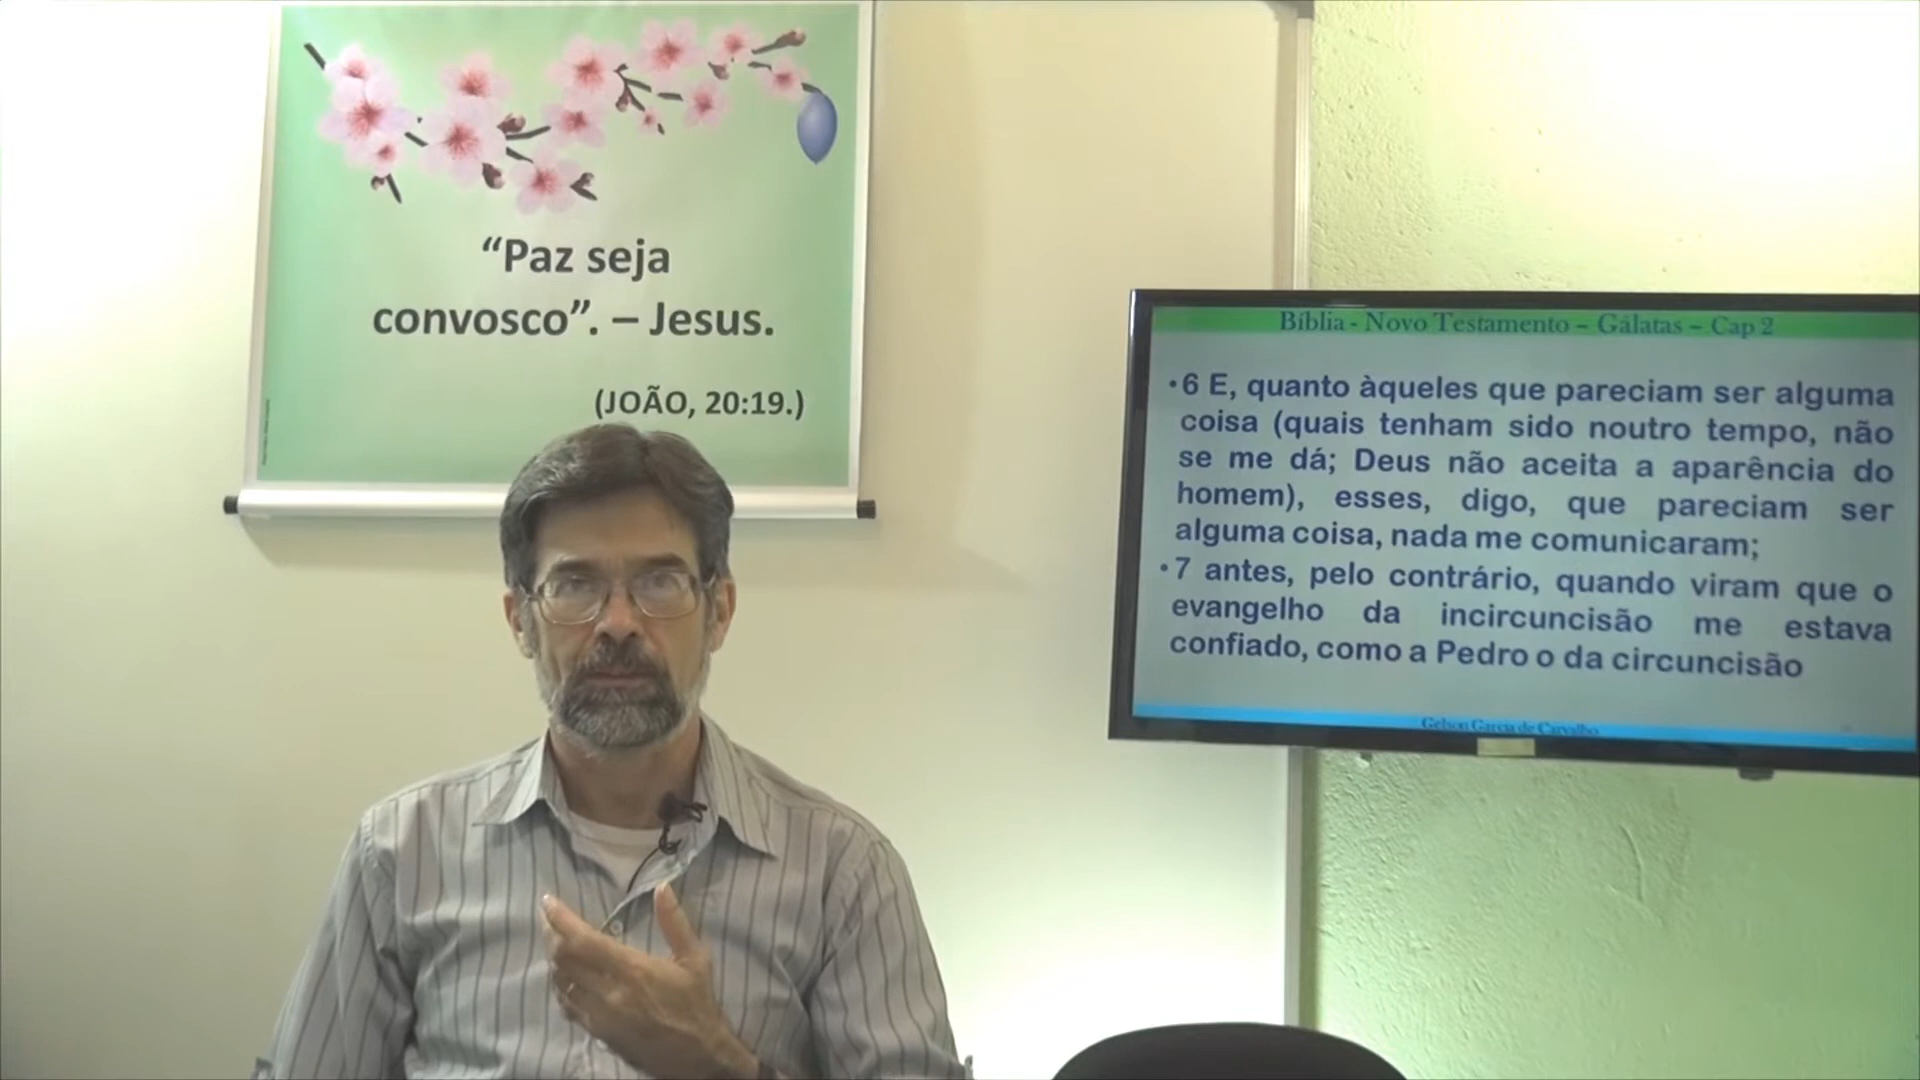 “Paz seja
convosco”. – Jesus.
(JOÃO, 20:19.)
Bíblia - Novo Testamento – Gálatas – Cap 2
•6 E, quanto àqueles que pareciam ser alguma
coisa (quais tenham sido noutro tempo, não
se me dá; Deus não aceita a aparência do
homem), esses, digo, que pareciam ser
alguma coisa, nada me comunicaram;
•7 antes, pelo contrário, quando viram que o
evangelho da incircuncisão me estava
confiado, como a Pedro o da circuncisão
Gelson Garcia de Carvalho